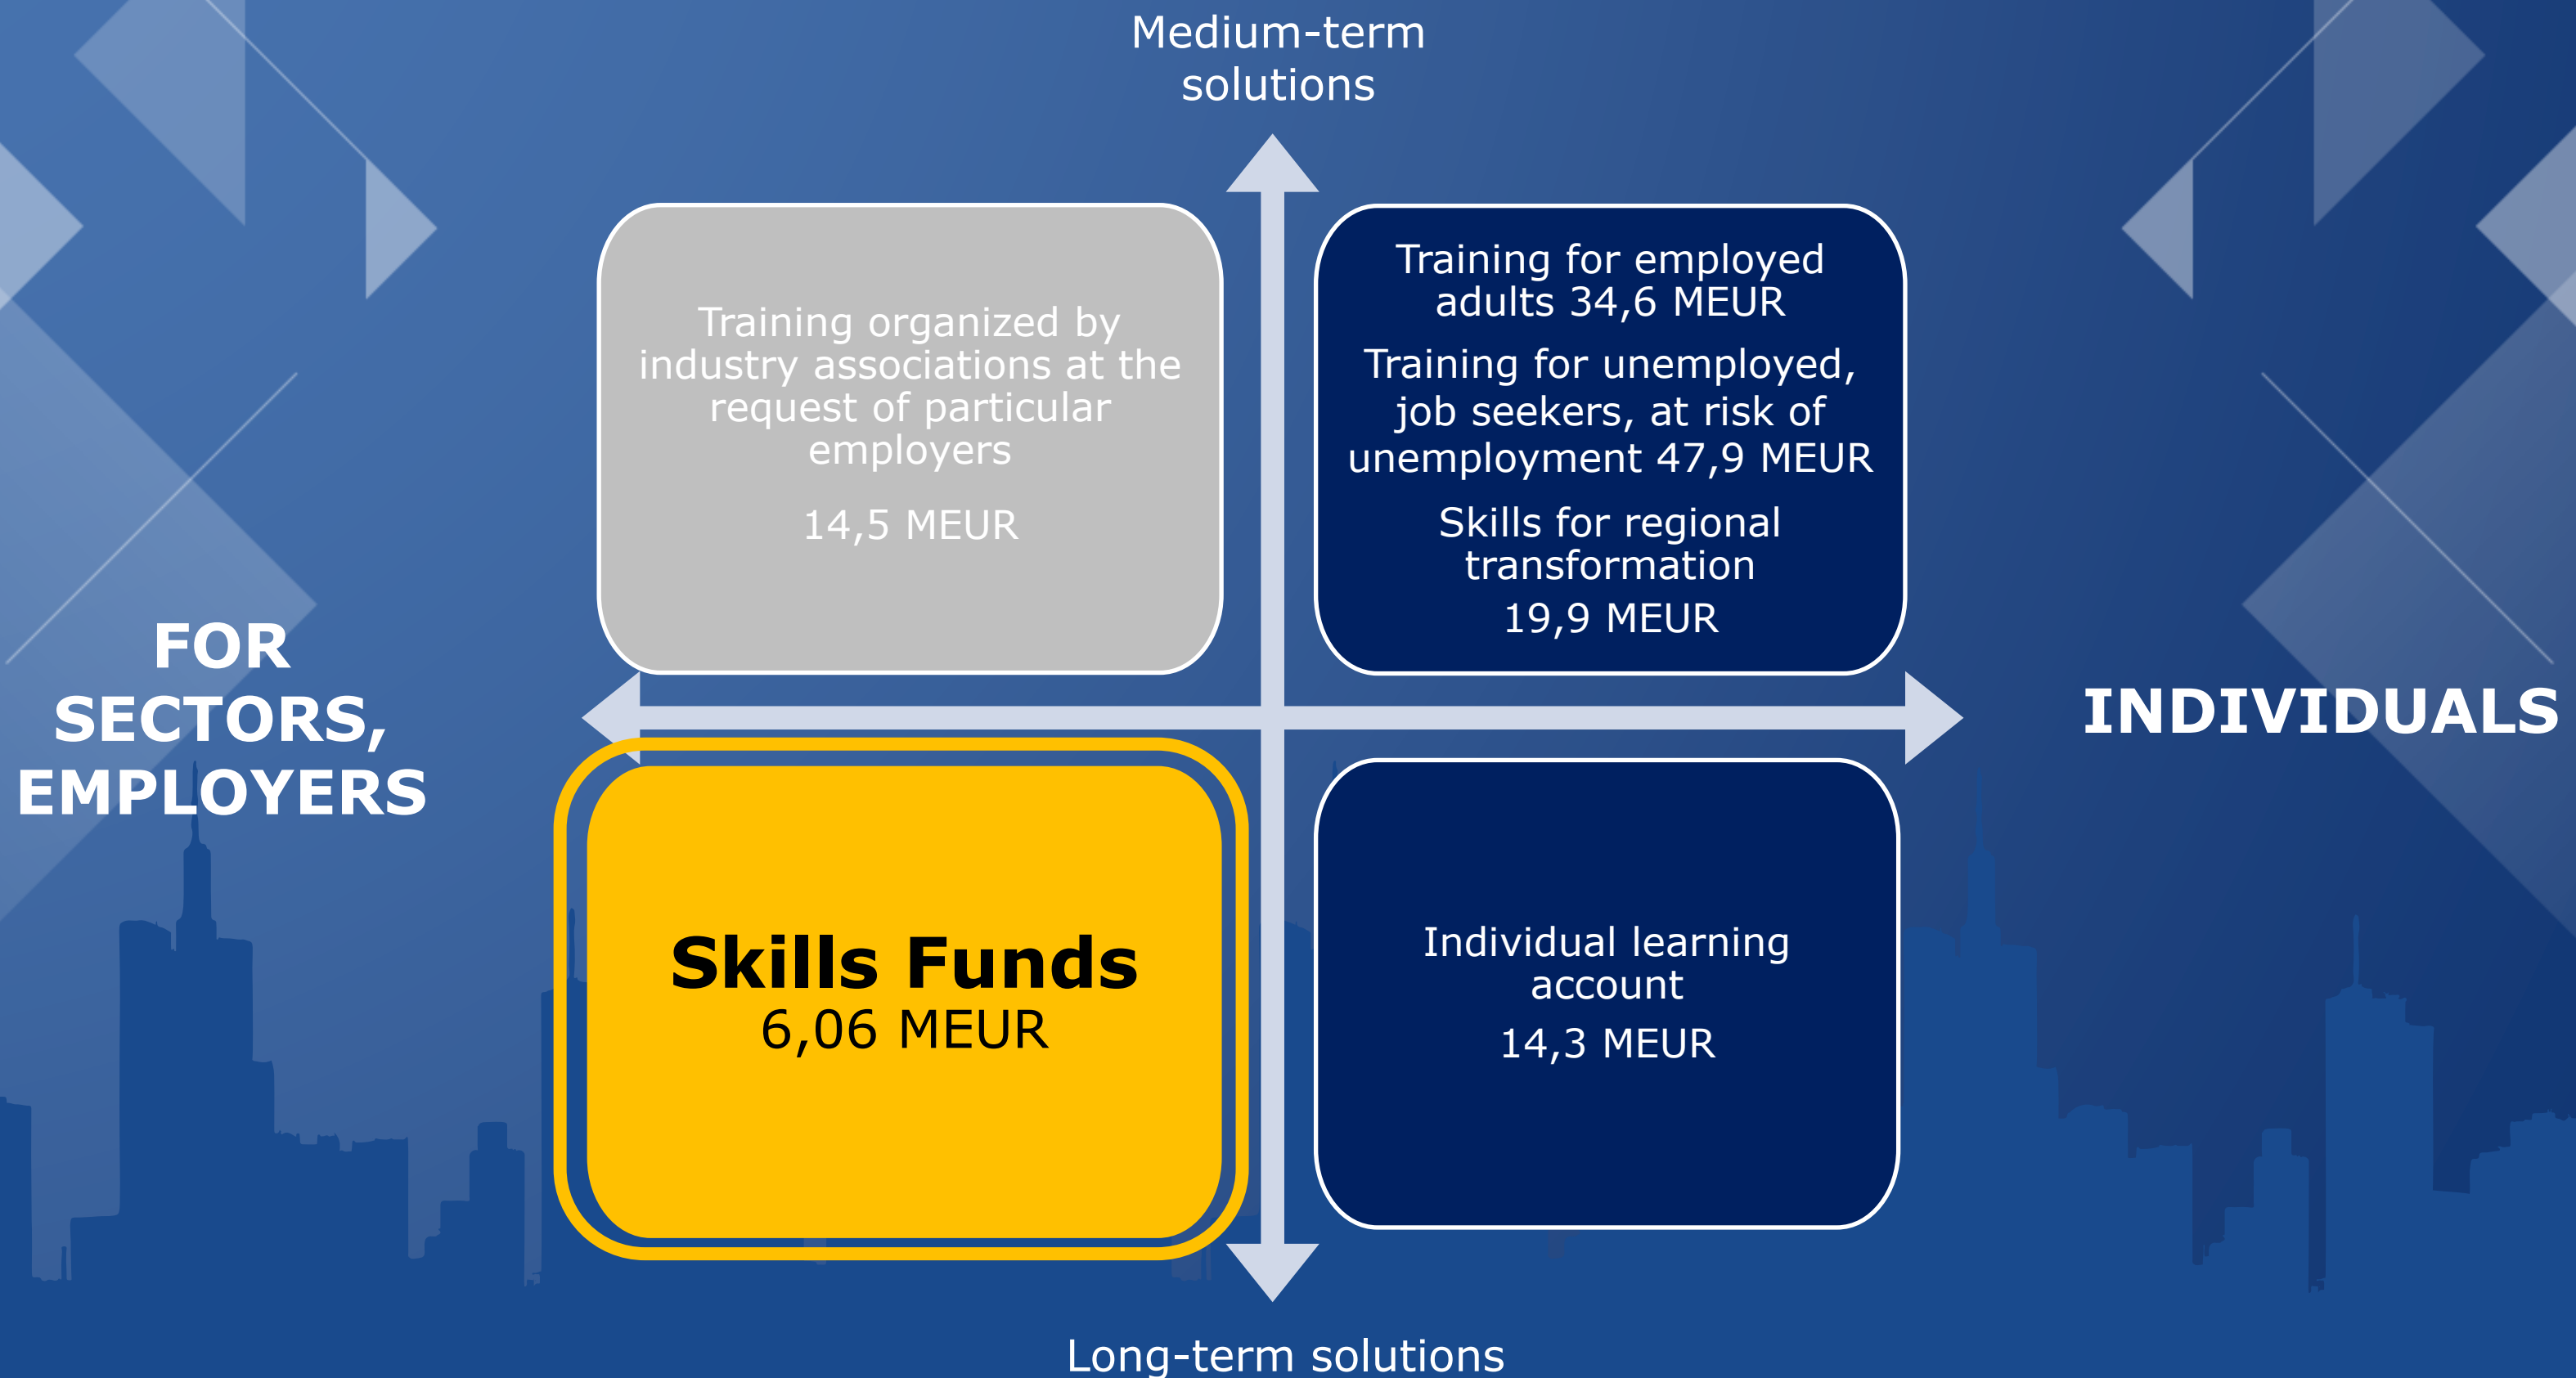 Medium-term
solutions
Training organized by
industry associations at the
request of particular
employers
14,5 MEUR
Training for employed
adults 34,6 MEUR
Training for unemployed,
job seekers, at risk of
unemployment 47,9 MEUR
Skills for regional
transformation
19,9 MEUR
FOR
SECTORS,
EMPLOYERS
INDIVIDUALS
Skills Funds
6,06 MEUR
Individual learning
account
14,3 MEUR
Long-term solutions